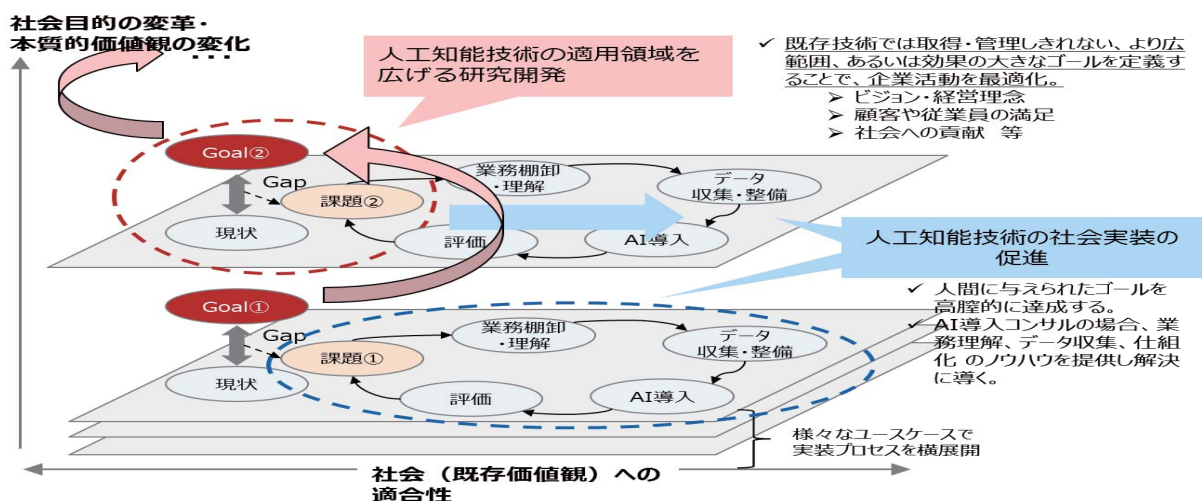 社会目的の変革・
本質的価値観の変化
・・・
人工知能技術の適用領域を
広げる研究開発
✓ 既存技術では取得・管理しきれない、より広
範囲、あるいは効果の大きなゴールを定義す
ることで、企業活動を最適化。
➢ ビジョン・経営理念
➢ 顧客や従業員の満足
➢ 社会への貢献 等
Goal②
Gap
課題②
現状
業務棚卸
・理解
データ
収集・整備
評価
AI導入
人工知能技術の社会実装の
促進
✓ 人間に与えられたゴールを
高膣的に達成する。
✓ AI導入コンサルの場合、業
務理解、データ収集、仕組
化 のノウハウを提供し解決
に導く。
Goal①
Gap
課題①
現状
業務棚卸
・理解
データ
収集・整備
評価
AI導入
様々なユースケースで
実装プロセスを横展開
社会（既存価値観）への
適合性